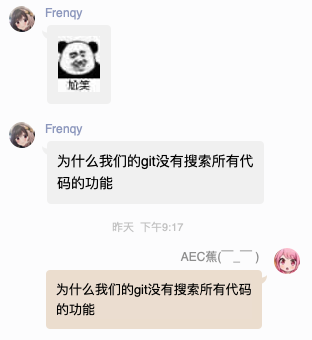 Frenqy
尬笑
Frenqy
为什么我们的git没有搜索所有代
码的功能
昨天 下午9:17
AEC蕉(￣_￣ )
为什么我们的git没有搜索所有代码
的功能